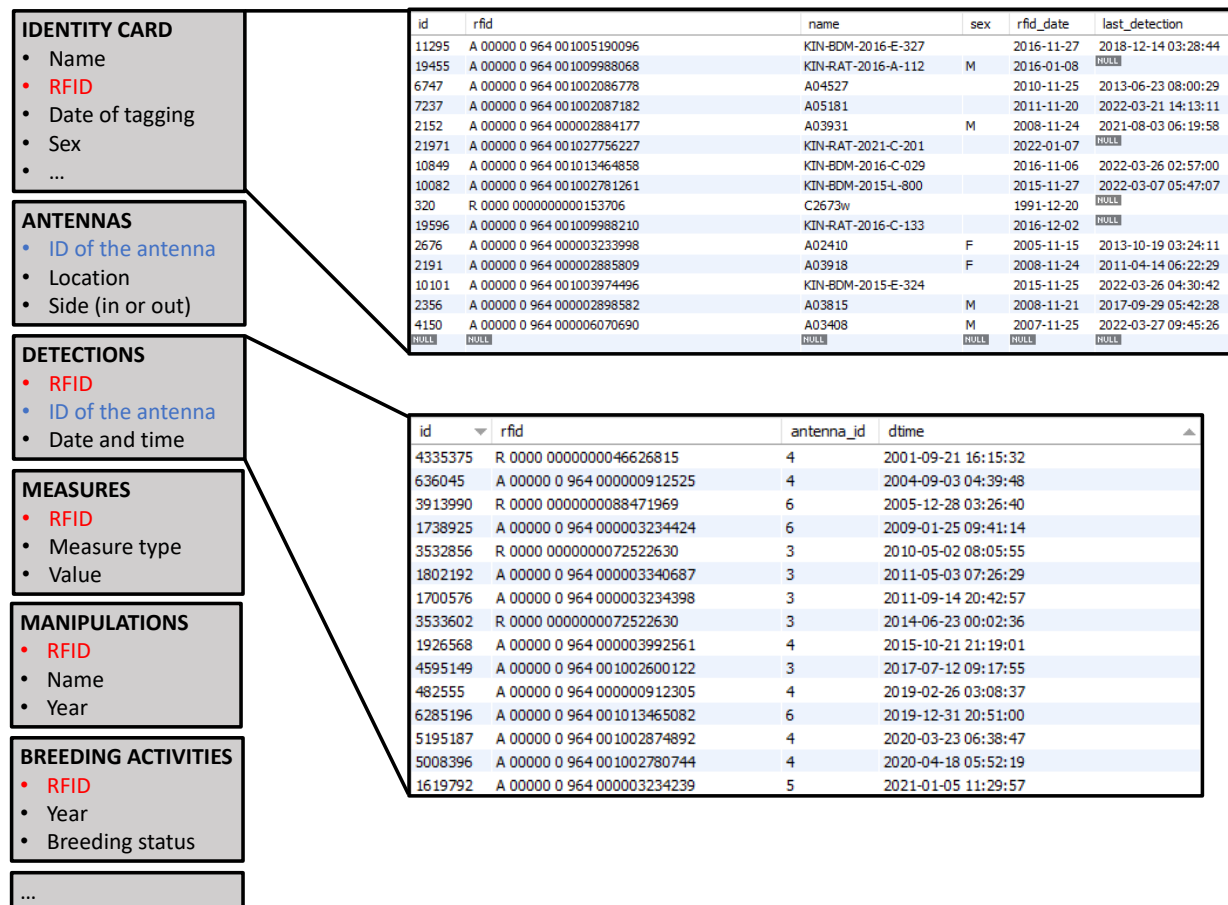 IDENTITY CARD
• Name
• RFID
• Date of tagging
• Sex
• ...
ANTENNAS
• ID of the antenna
• Location
• Side (in or out)
DETECTIONS
• RFID
• ID of the antenna
• Date and time
MEASURES
• RFID
• Measure type
• Value
MANIPULATIONS
• RFID
• Name
• Year
BREEDING ACTIVITIES
• RFID
• Year
• Breeding status
...
id rfid name sex rfid_date last_detection
11295 A 00000 0 964 001005190096 KIN-BDM-2016-E-327 2016-11-27 2018-12-14 03:28:44
19455 A 00000 0 964 001009988068 KIN-RAT-2016-A-112 M 2016-01-08 NULL
6747 A 00000 0 964 001002086778 A04527 2010-11-25 2013-06-23 08:00:29
7237 A 00000 0 964 001002087182 A05181 2011-11-20 2022-03-21 14:13:11
2152 A 00000 0 964 000002884177 A03931 M 2008-11-24 2021-08-03 06:19:58
21971 A 00000 0 964 001027756227 KIN-RAT-2021-C-201 2022-01-07 NULL
10849 A 00000 0 964 001013464858 KIN-BDM-2016-C-029 2016-11-06 2022-03-26 02:57:00
10082 A 00000 0 964 001002781261 KIN-BDM-2015-L-800 2015-11-27 2022-03-07 05:47:07
320 R 0000 0000000000153706 C2673w 1991-12-20 NULL
19596 A 00000 0 964 001009988210 KIN-RAT-2016-C-133 2016-12-02 NULL
2676 A 00000 0 964 000003233998 A02410 F 2005-11-15 2013-10-19 03:24:11
2191 A 00000 0 964 000002885809 A03918 F 2008-11-24 2011-04-14 06:22:29
10101 A 00000 0 964 001003974496 KIN-BDM-2015-E-324 2015-11-25 2022-03-26 04:30:42
2356 A 00000 0 964 000002898582 A03815 M 2008-11-21 2017-09-29 05:42:28
4150 A 00000 0 964 000006070690 A03408 M 2007-11-25 2022-03-27 09:45:26
NULL NULL NULL NULL NULL NULL
id rfid antenna_id dtime
4335375 R 0000 0000000046626815 4 2001-09-21 16:15:32
636045 A 00000 0 964 000000912525 4 2004-09-03 04:39:48
3913990 R 0000 0000000088471969 6 2005-12-28 03:26:40
1738925 A 00000 0 964 000003234424 6 2009-01-25 09:41:14
3532856 R 0000 0000000072522630 3 2010-05-02 08:05:55
1802192 A 00000 0 964 000003340687 3 2011-05-03 07:26:29
1700576 A 00000 0 964 000003234398 3 2011-09-14 20:42:57
3533602 R 0000 0000000072522630 3 2014-06-23 00:02:36
1926568 A 00000 0 964 000003992561 4 2015-10-21 21:19:01
4595149 A 00000 0 964 001002600122 3 2017-07-12 09:17:55
482555 A 00000 0 964 000000912305 4 2019-02-26 03:08:37
6285196 A 00000 0 964 001013465082 6 2019-12-31 20:51:00
5195187 A 00000 0 964 001002874892 4 2020-03-23 06:38:47
5008396 A 00000 0 964 001002780744 4 2020-04-18 05:52:19
1619792 A 00000 0 964 000003234239 5 2021-01-05 11:29:57